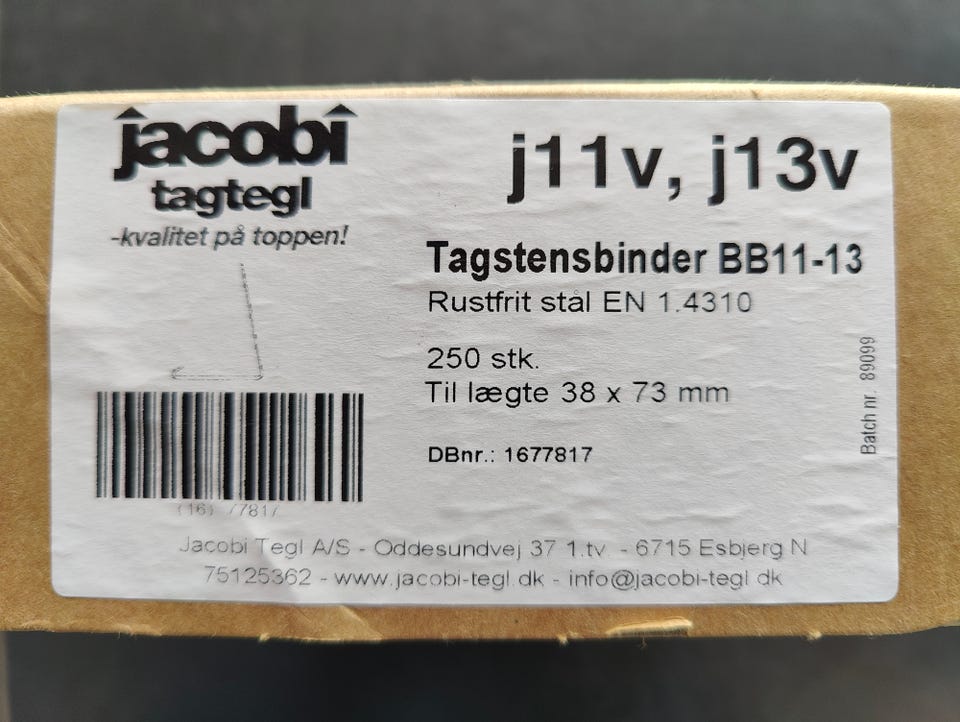 jacobi
tagtegl
-kvalitet på toppen!
j11v, j13v
Tagstensbinder BB11-13
Rustfrit stål EN 1.4310
250 stk.
Til lægte 38 x 73 mm
DBnr.: 1677817
Batch nr. 89099
(16) 77817
Jacobi Tegl A/S - Oddesundvej 37 1.tv - 6715 Esbjerg N
75125362 - www.jacobi-tegl.dk - info@jacobi-tegl.dk